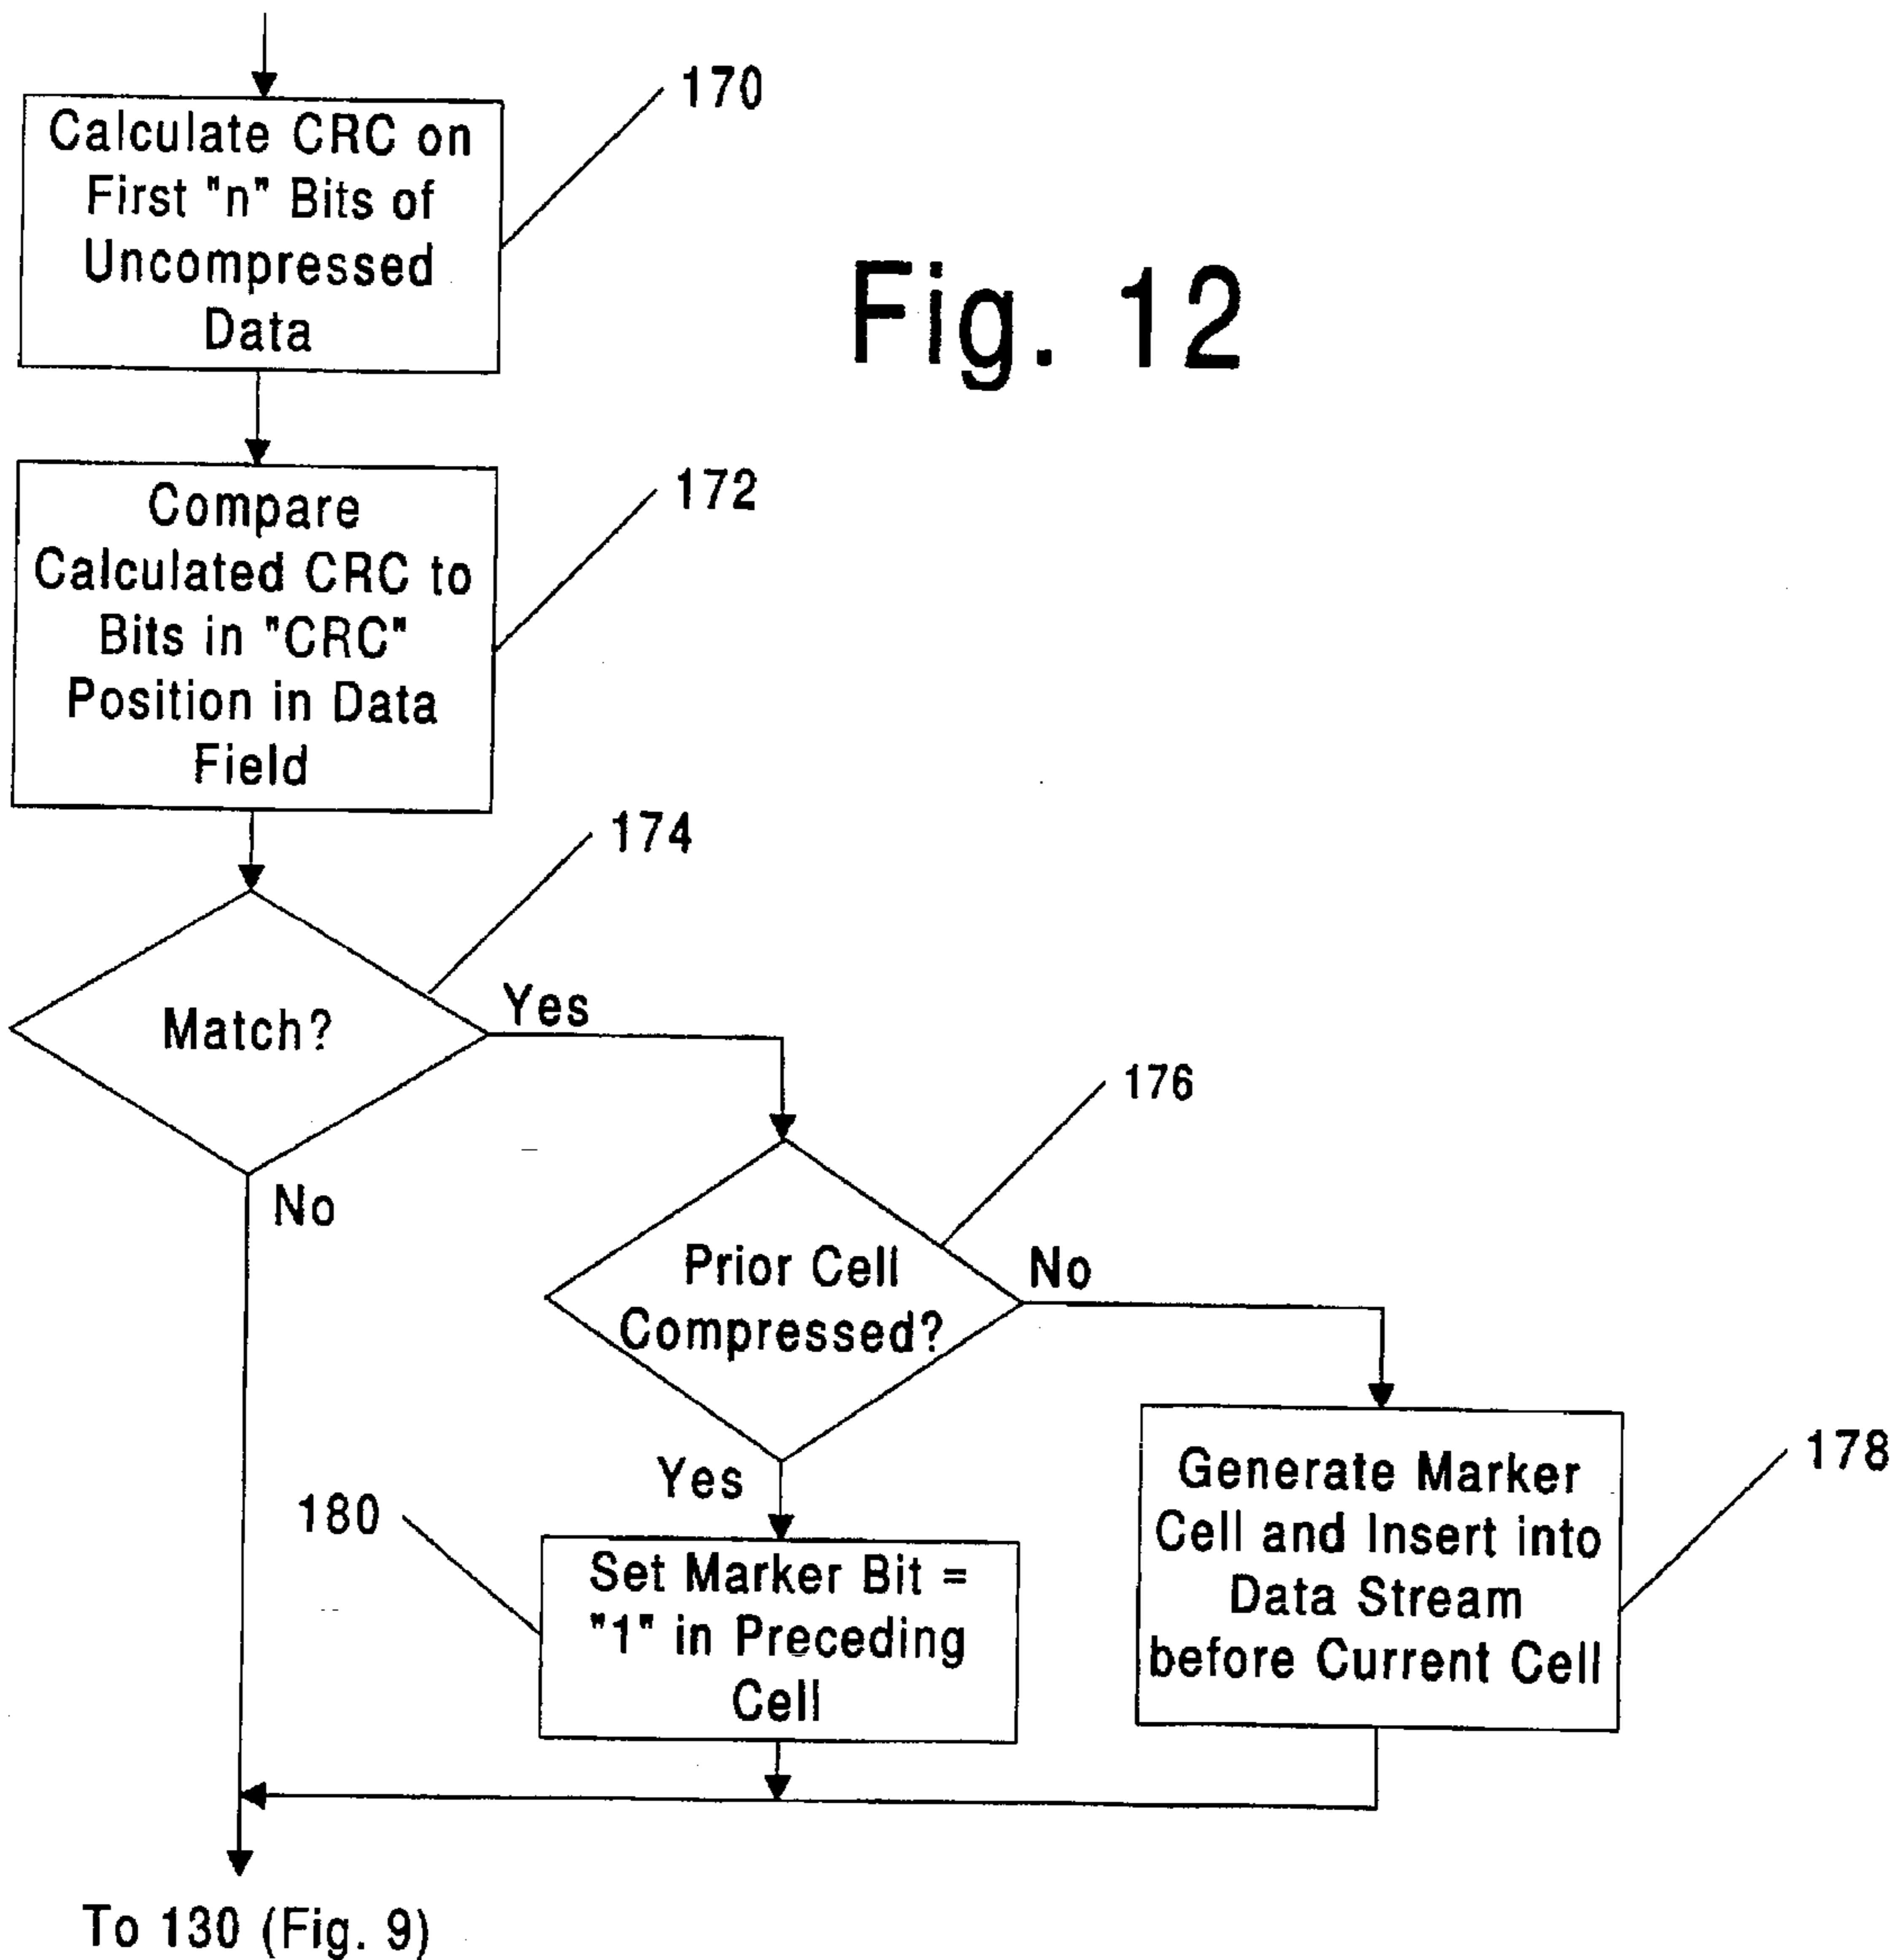 170
Calculate CRC on
First "n" Bits of
Uncompressed
Data
Fig. 12
172
Compare
Calculated CRC to
Bits in "CRC"
Position in Data
Field
174
Match?
Yes
No
176
Prior Cell
Compressed?
No
Yes
178
Generate Marker
Cell and Insert into
Data Stream
before Current Cell
180
Set Marker Bit =
"1" in Preceding
Cell
To 130 (Fig. 9)